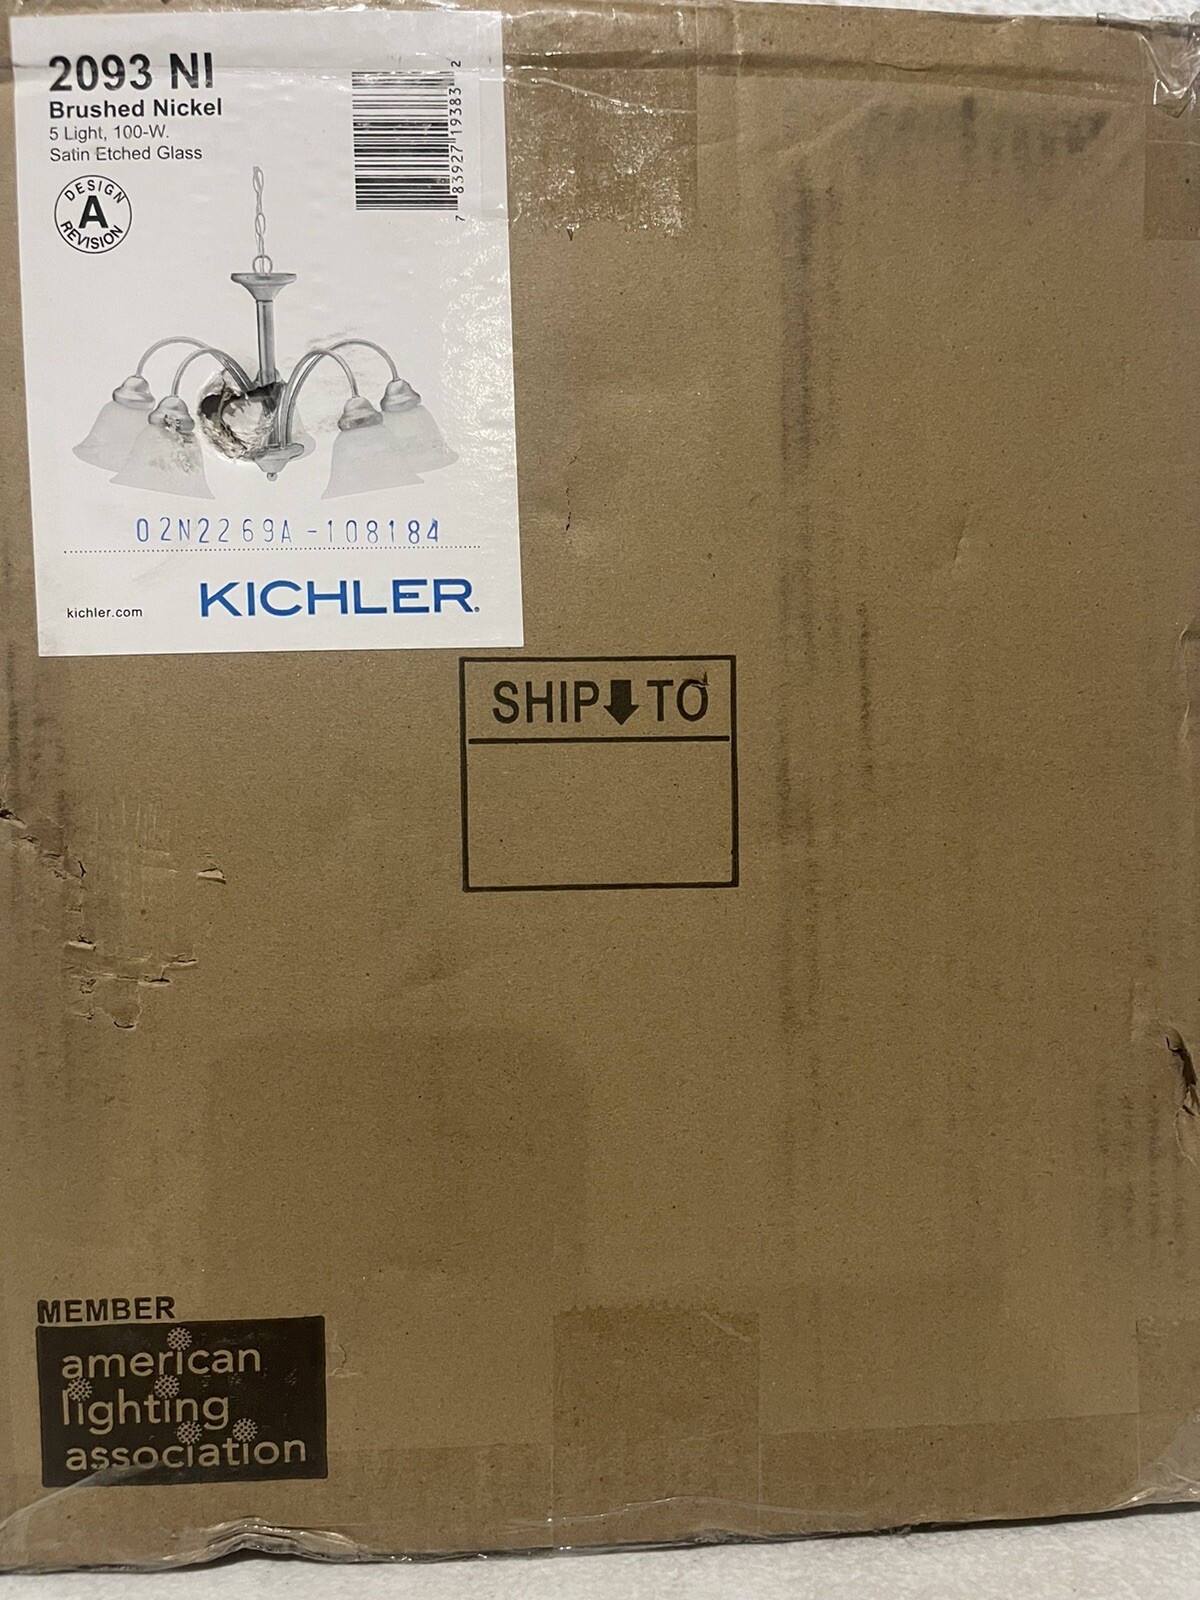 2093 NI
Brushed Nickel
5 Light, 100-W.
Satin Etched Glass
DESIGN
A
REVISION
7 83927 19383 2
02N2269A-108184
kichler.com
KICHLER.
SHIP TO
MEMBER
american
lighting
association